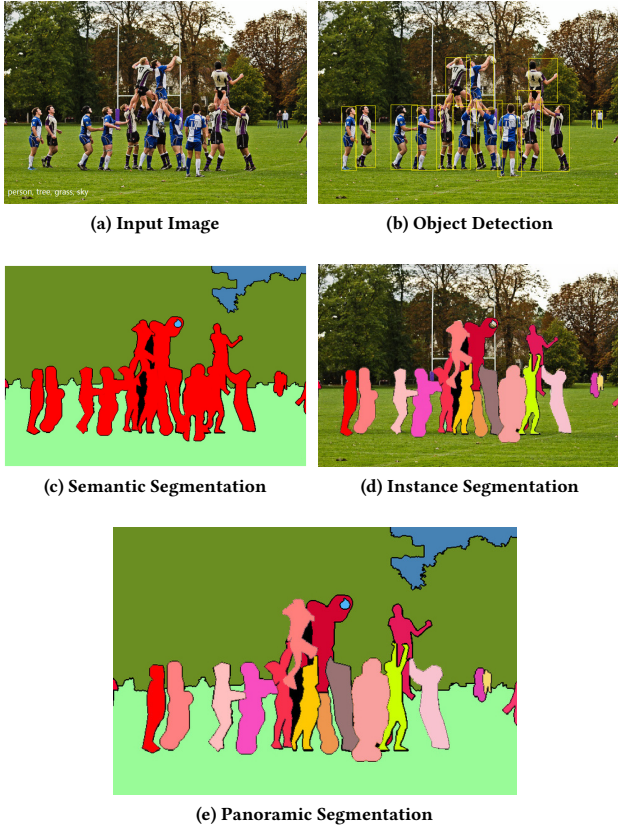 person, tree, grass, sky
(a) Input Image
(b) Object Detection
(c) Semantic Segmentation
(d) Instance Segmentation
(e) Panoramic Segmentation